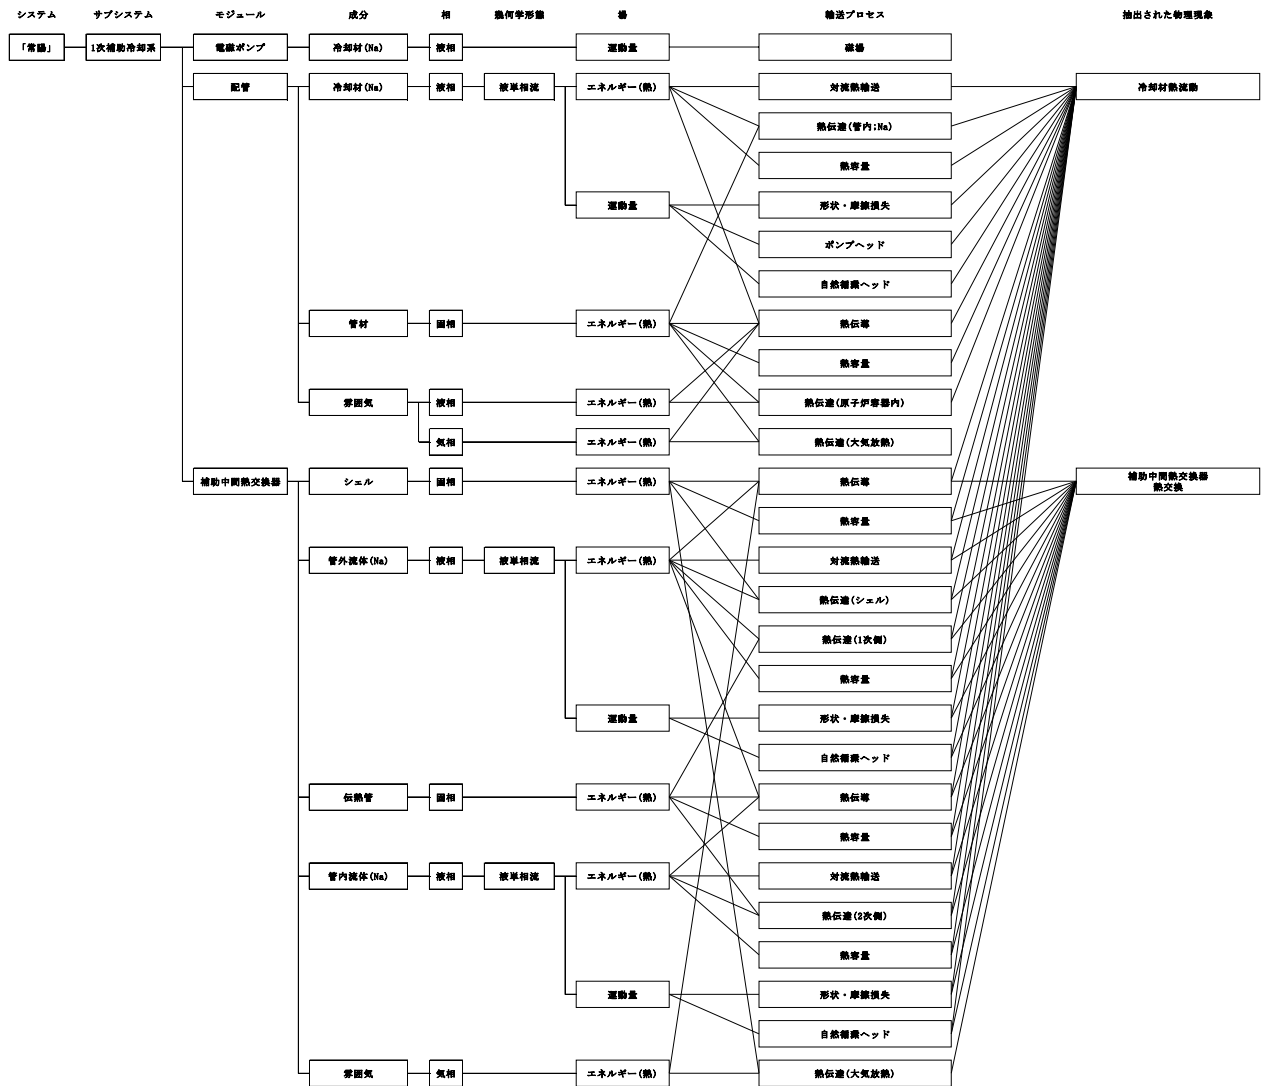 システム サブシステム モジュール 成分 相 幾何学形態 場 輸送プロセス 抽出された物理現象
「常陽」 1次補助冷却系 電磁ポンプ 冷却材(Na) 液相 運動量 磁場
配管 冷却材(Na) 液相 液単相流 エネルギー(熱) 対流熱輸送 冷却材熱流動
熱伝達(管内:Na)
熱容量
運動量 形状・摩擦損失
ポンプヘッド
自然循環ヘッド
管材 固相 エネルギー(熱) 熱伝導
熱容量
雰囲気 液相 エネルギー(熱) 熱伝達(原子炉容器内)
気相 エネルギー(熱) 熱伝達(大気放熱)
補助中間熱交換器 シェル 固相 エネルギー(熱) 熱伝導 補助中間熱交換器
熱交換
熱容量
管外流体(Na) 液相 液単相流 エネルギー(熱) 対流熱輸送
熱伝達(シェル)
熱伝達(1次側)
熱容量
運動量 形状・摩擦損失
自然循環ヘッド
伝熱管 固相 エネルギー(熱) 熱伝導
熱容量
管内流体(Na) 液相 液単相流 エネルギー(熱) 対流熱輸送
熱伝達(2次側)
熱容量
運動量 形状・摩擦損失
自然循環ヘッド
雰囲気 気相 エネルギー(熱) 熱伝達(大気放熱)